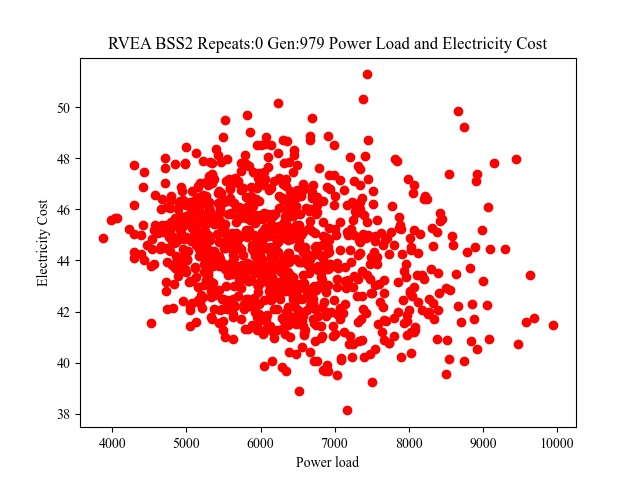 RVEA BSS2 Repeats:0 Gen:979 Power Load and Electricity Cost
50
48
46
44
42
40
38
Electricity Cost
4000 5000 6000 7000 8000 9000 10000
Power load